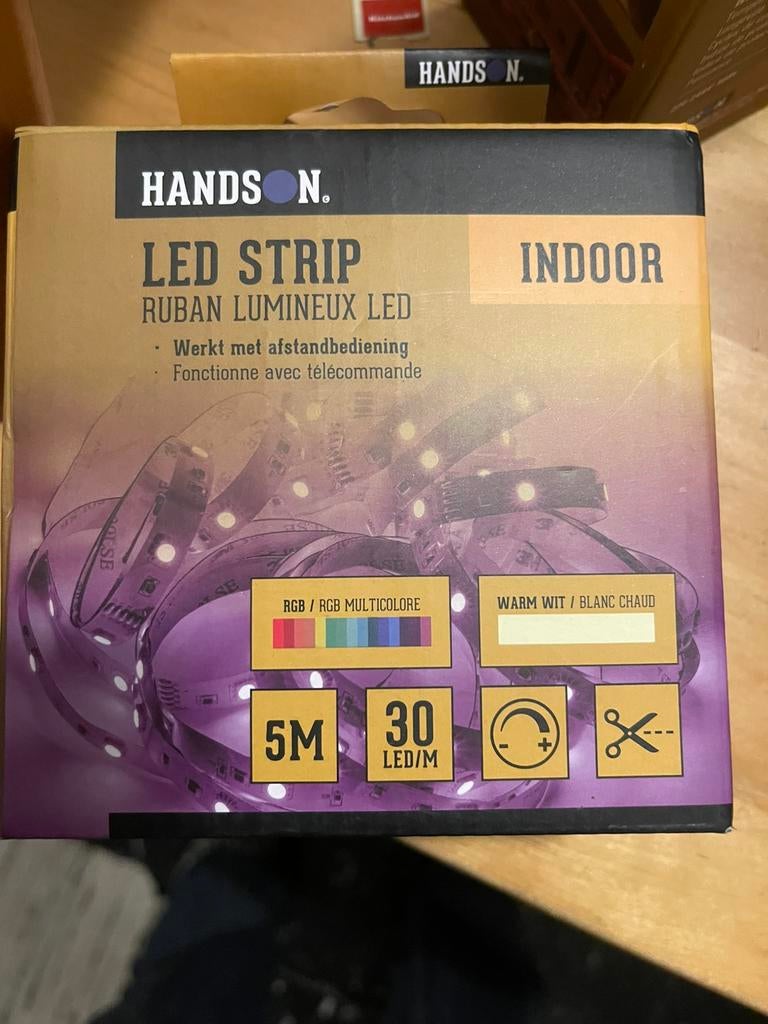 HANDSON.
HANDSON.
LED STRIP
INDOOR
RUBAN LUMINEUX LED
· Werkt met afstandbediening
· Fonctionne avec télécommande
RGB / RGB MULTICOLORE
WARM WIT / BLANC CHAUD
5M
30
LED/M
- +